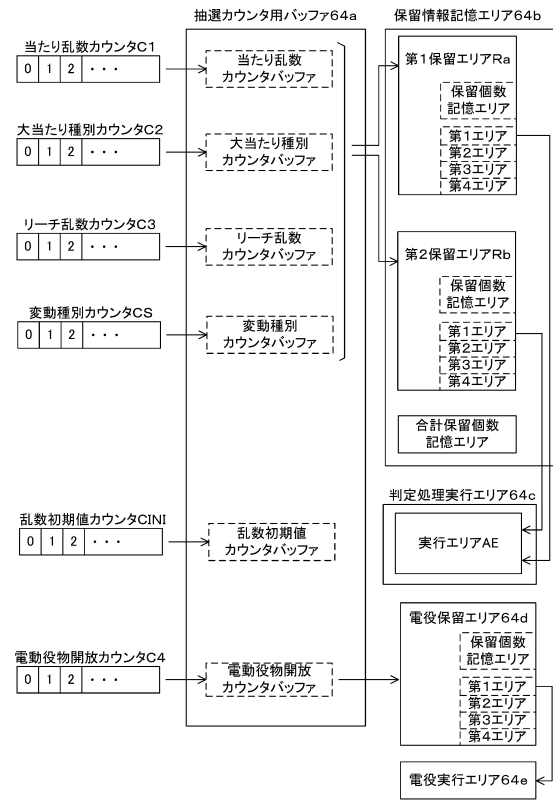 抽選カウンタ用バッファ64a
保留情報記憶エリア64b
当たり乱数カウンタC1
0 1 2 ・・・
当たり乱数
カウンタバッファ
大当たり種別カウンタC2
0 1 2 ・・・
大当たり種別
カウンタバッファ
リーチ乱数カウンタC3
0 1 2 ・・・
リーチ乱数
カウンタバッファ
変動種別カウンタCS
0 1 2 ・・・
変動種別
カウンタバッファ
第1保留エリアRa
保留個数
記憶エリア
第1エリア
第2エリア
第3エリア
第4エリア
第2保留エリアRb
保留個数
記憶エリア
第1エリア
第2エリア
第3エリア
第4エリア
合計保留個数
記憶エリア
乱数初期値カウンタCINI
0 1 2 ・・・
乱数初期値
カウンタバッファ
判定処理実行エリア64c
実行エリアAE
電動役物開放カウンタC4
0 1 2 ・・・
電動役物開放
カウンタバッファ
電役保留エリア64d
保留個数
記憶エリア
第1エリア
第2エリア
第3エリア
第4エリア
電役実行エリア64e